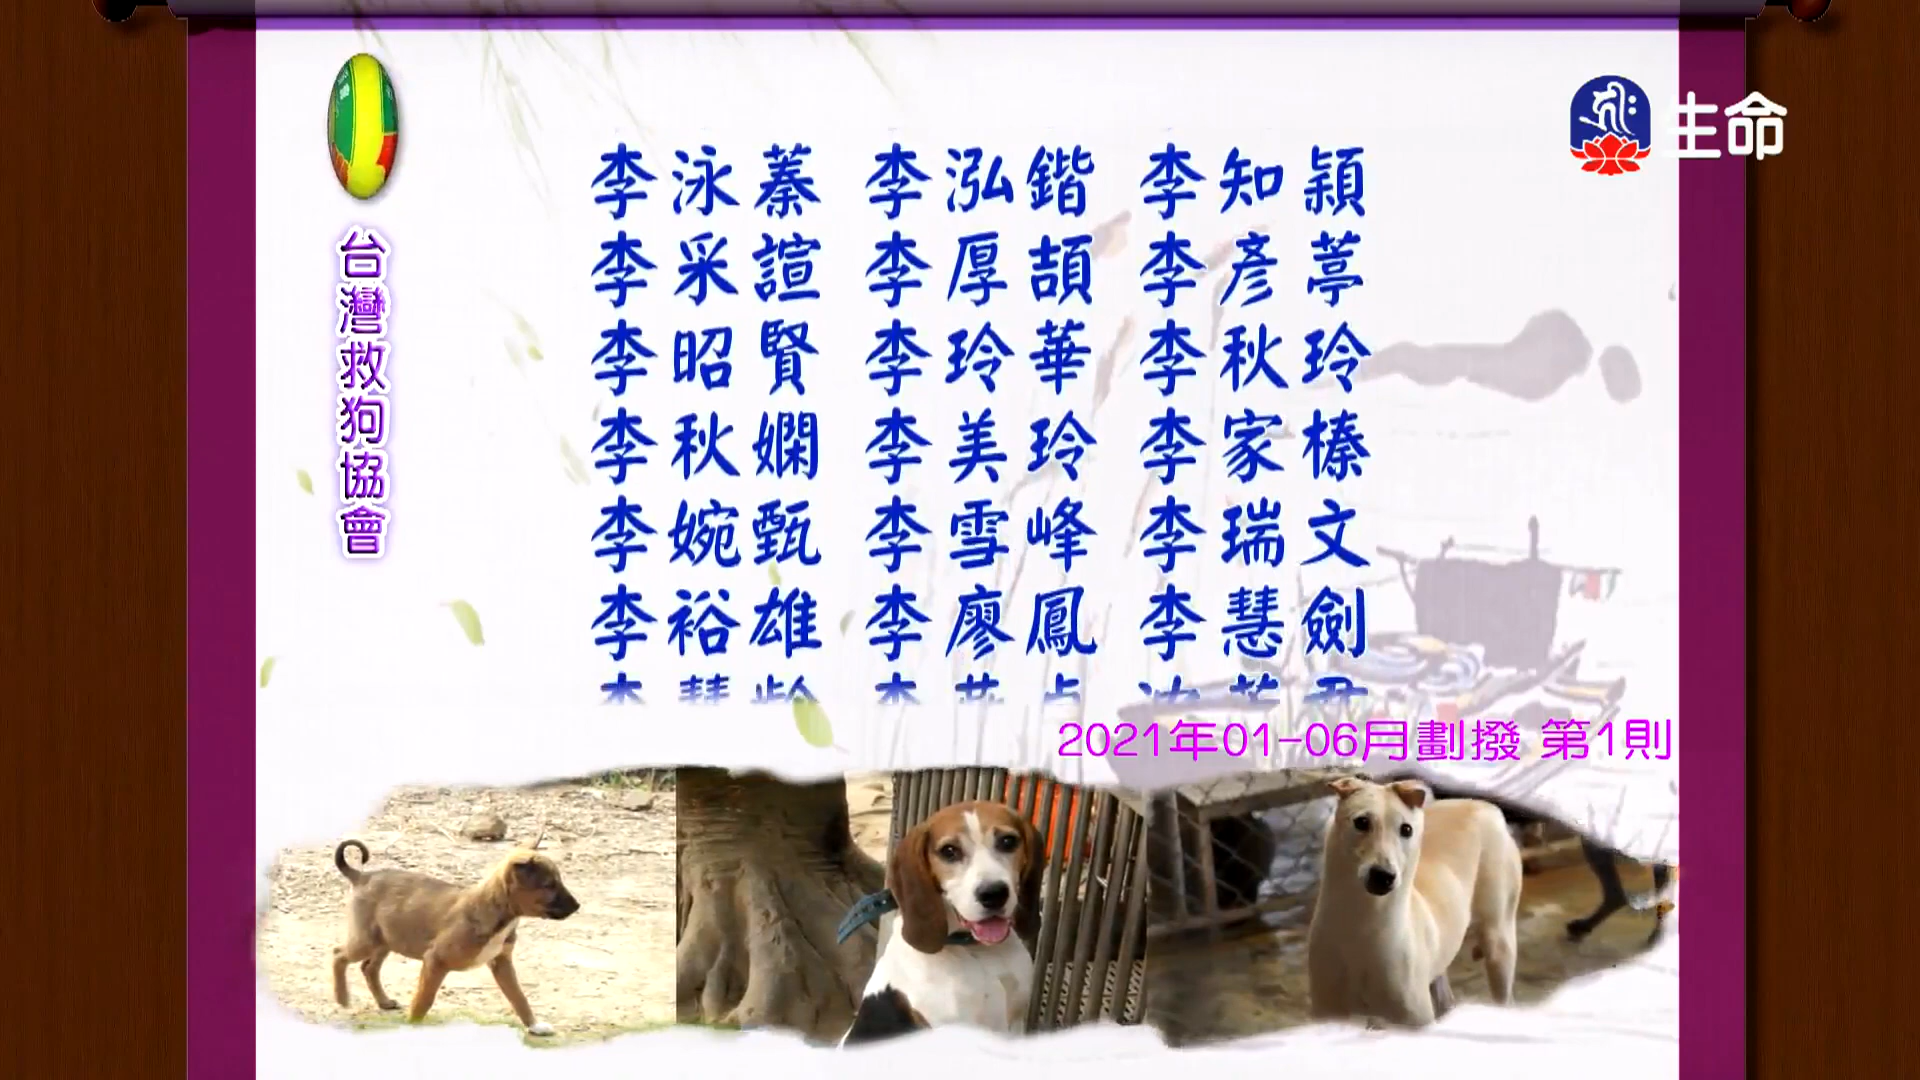 生命
台灣救狗協會
李泳蓁 李泓鍇 李知穎
李采諠 李厚頡 李彥葶
李昭賢 李玲華 李秋玲
李秋嫻 李美玲 李家榛
李婉甄 李雪峰 李瑞文
李裕雄 李廖鳳 李慧劍
2021年01-06月劃撥 第1則